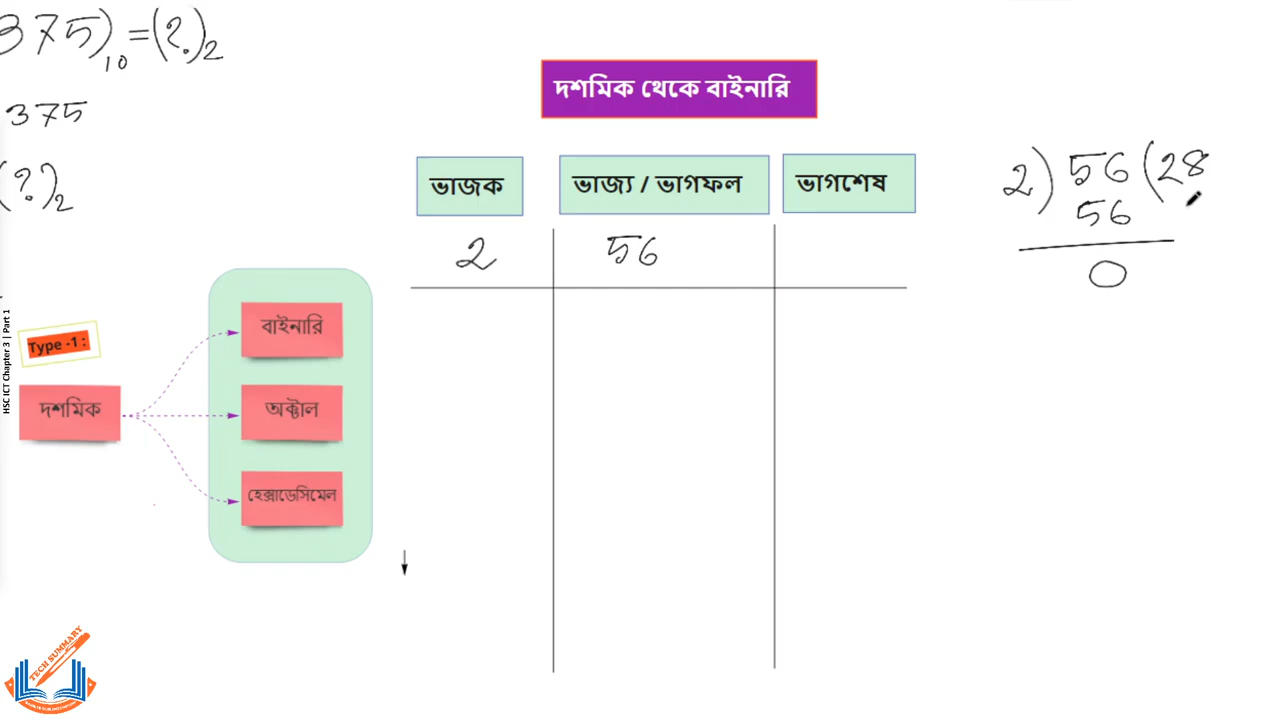 375)10 = (?)2
375
(?)2
দশমিক থেকে বাইনারি
ভাজক ভাজ্য / ভাগফল ভাগশেষ
2 56
2) 56 (28
56
0
HSC ICT Chapter 3 | Part 1
Type -1 :
দশমিক
বাইনারি
অক্টাল
হেক্সাডেসিমেল
TECH SUMMARY